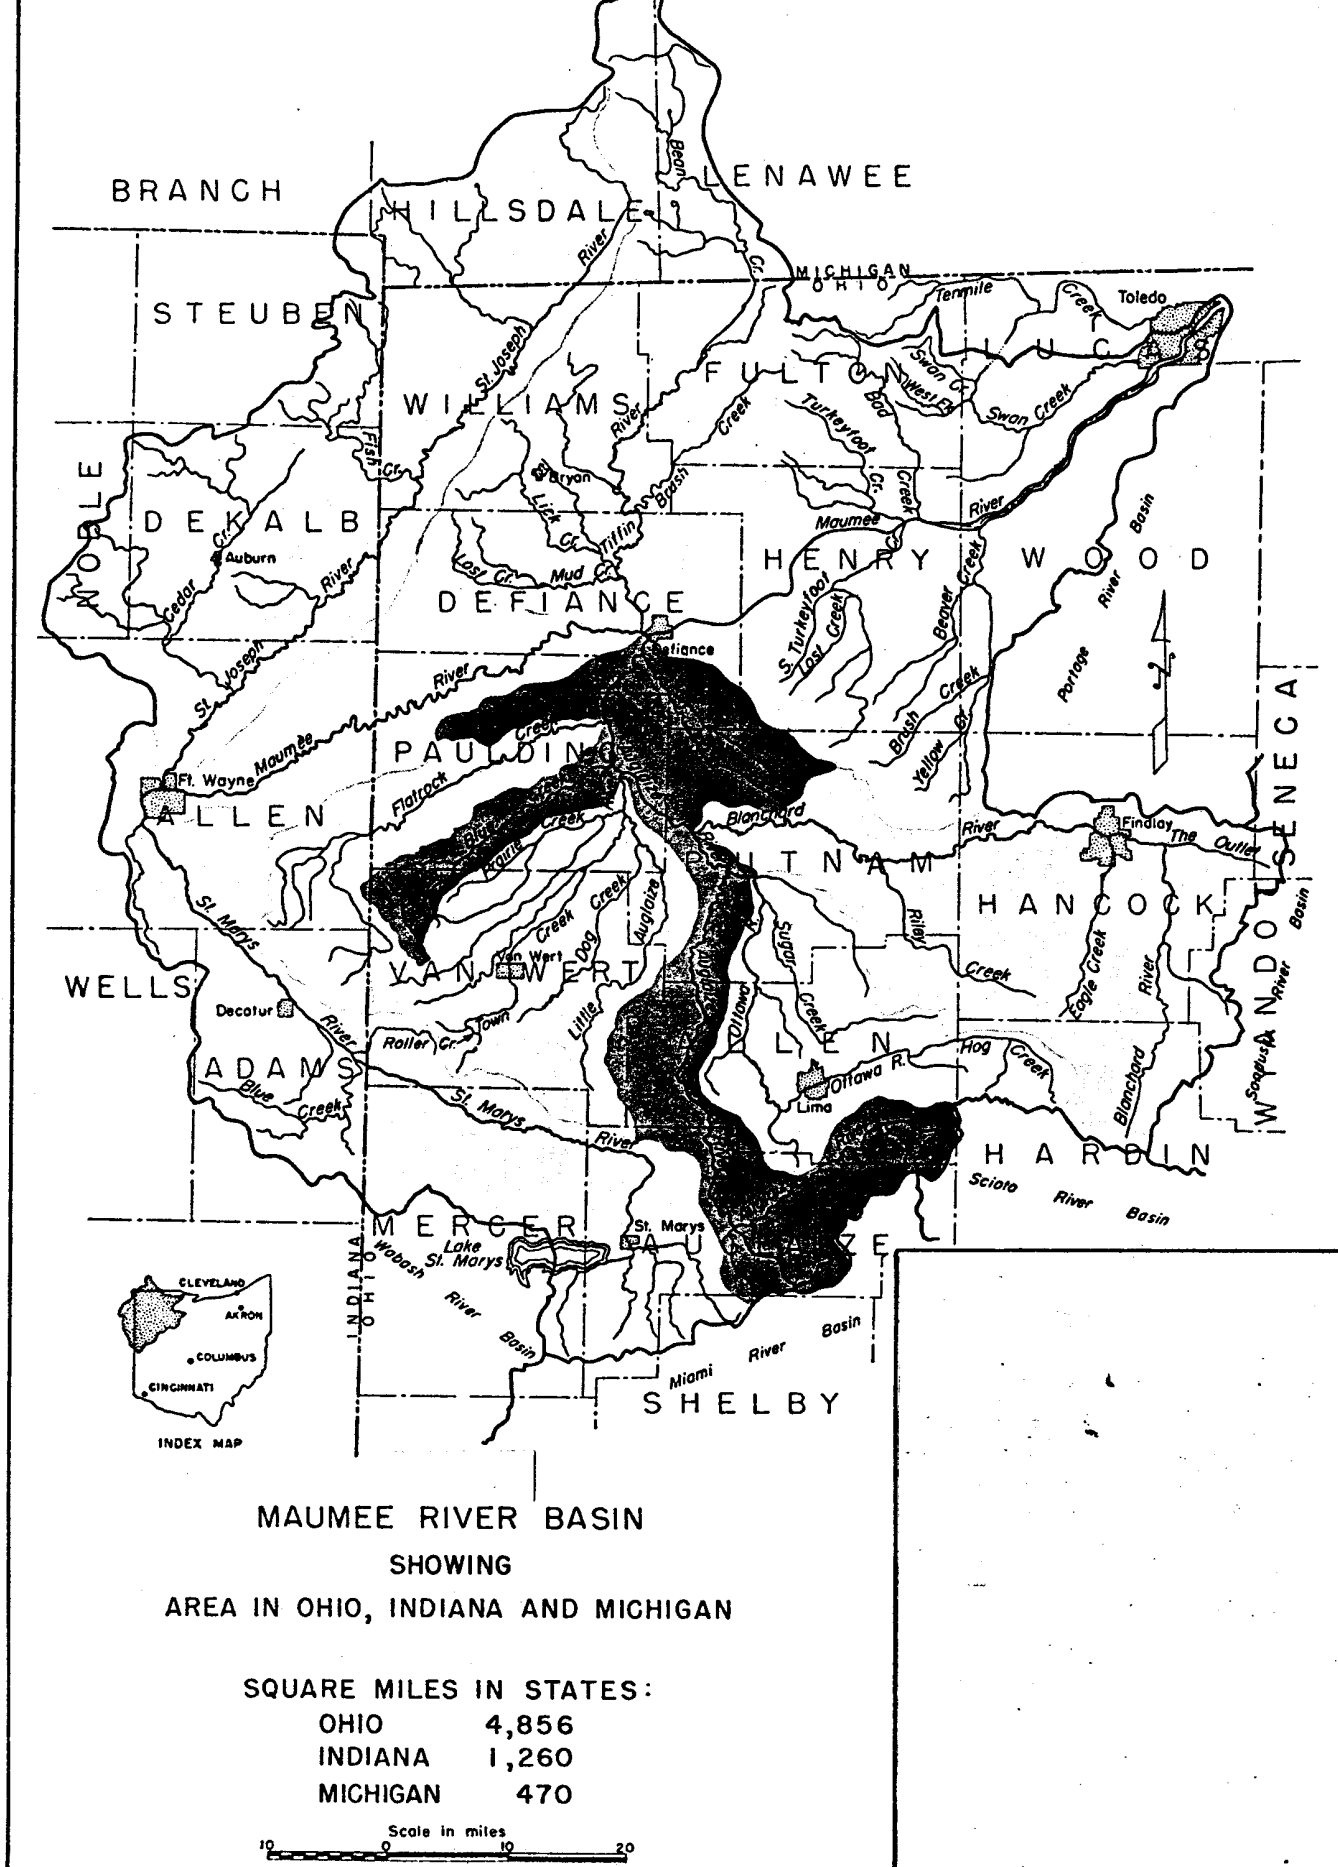 BRANCH
LENAWEE
HILLSDALE
Bean
Cr.
River
MICHIGAN
OHIO
STEUBEN
Tenmile
Creek
Toledo
LUCAS
St. Joseph
WILLIAMS
FULTON
Swan Cr.
West Fk.
Swan Creek
Bad
Creek
Turkeyfoot
Cr.
River
Creek
Brush
Fish
Cr.
Bryan
Lick
Cr.
Tiffin
NOBLE
DEKALB
Cr.
Cedar
Auburn
River
St. Joseph
Lost Cr.
Mud Cr.
DEFIANCE
Defiance
Maumee
River
HENRY
WOOD
S. Turkeyfoot
Cr.
Lost Creek
Beaver
Creek
Brush
Creek
Yellow Cr.
Portage
River
Basin
SENECA
River
Maumee
Ft. Wayne
ALLEN
PAULDING
Flatrock
Creek
Blue Creek
Prairie
Creek
Blanchard
River
Findlay
The Outlet
PUTNAM
HANCOCK
St. Marys
River
VAN WERT
Van Wert
Creek
Dog
Creek
Little
Auglaize
Auglaize
Town
Roller Cr.
Sugar
Creek
Riley
Creek
Ottawa
R.
Eagle Creek
Blanchard
River
WYANDOT
River
Basin
WELLS
Decatur
ADAMS
Blue
Creek
ALLEN
Ottawa R.
Lima
Hog
Creek
St. Marys
River
HARDIN
Scioto River Basin
MERCER
Lake
St. Marys
St. Marys
AUGLAIZE
INDIANA
OHIO
Wabash
River
Basin
Miami River Basin
SHELBY
CLEVELAND
AKRON
COLUMBUS
CINCINNATI
INDEX MAP
MAUMEE RIVER BASIN
SHOWING
AREA IN OHIO, INDIANA AND MICHIGAN
SQUARE MILES IN STATES:
OHIO 4,856
INDIANA 1,260
MICHIGAN 470
Scale in miles
10 0 10 20